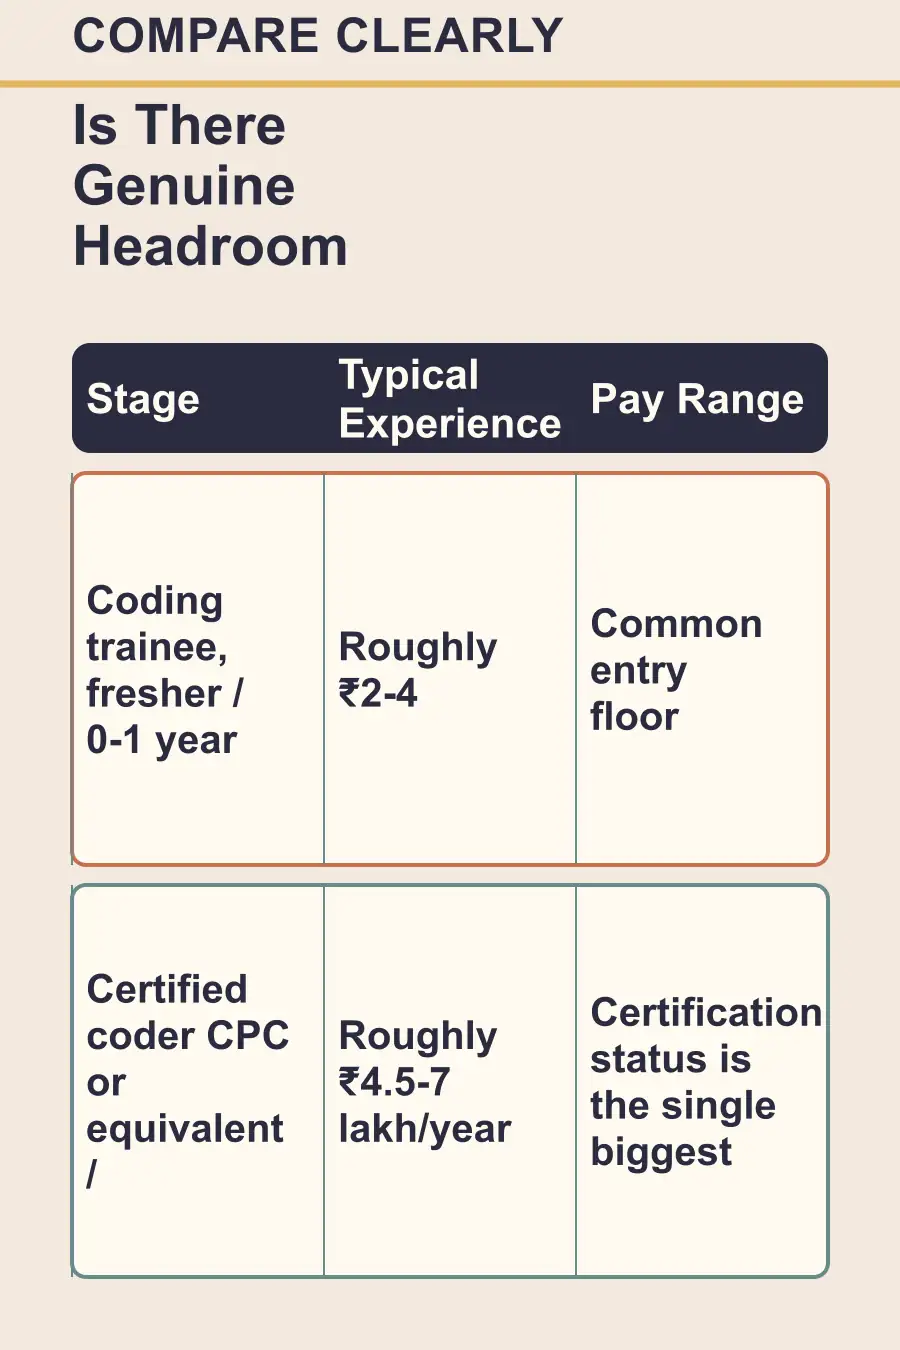 COMPARE CLEARLY
Is There
Genuine
Headroom
Stage
Typical
Experience
Pay Range
Coding
trainee,
fresher /
0-1 year
Roughly
₹2-4
Common
entry
floor
Certified
coder CPC
or
equivalent
/
Roughly
₹4.5-7
lakh/year
Certification
status is
the single
biggest